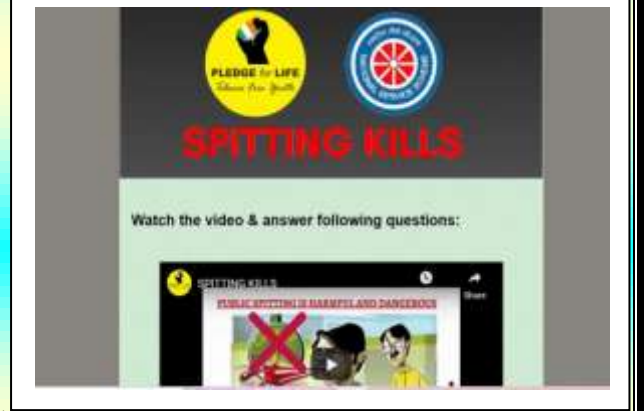 PLEDGE for LIFE
Tobacco Free Youth
SPITTING KILLS
Watch the video & answer following questions:
SPITTING KILLS
Share
PUBLIC SPITTING IS HARMFUL AND DANGEROUS